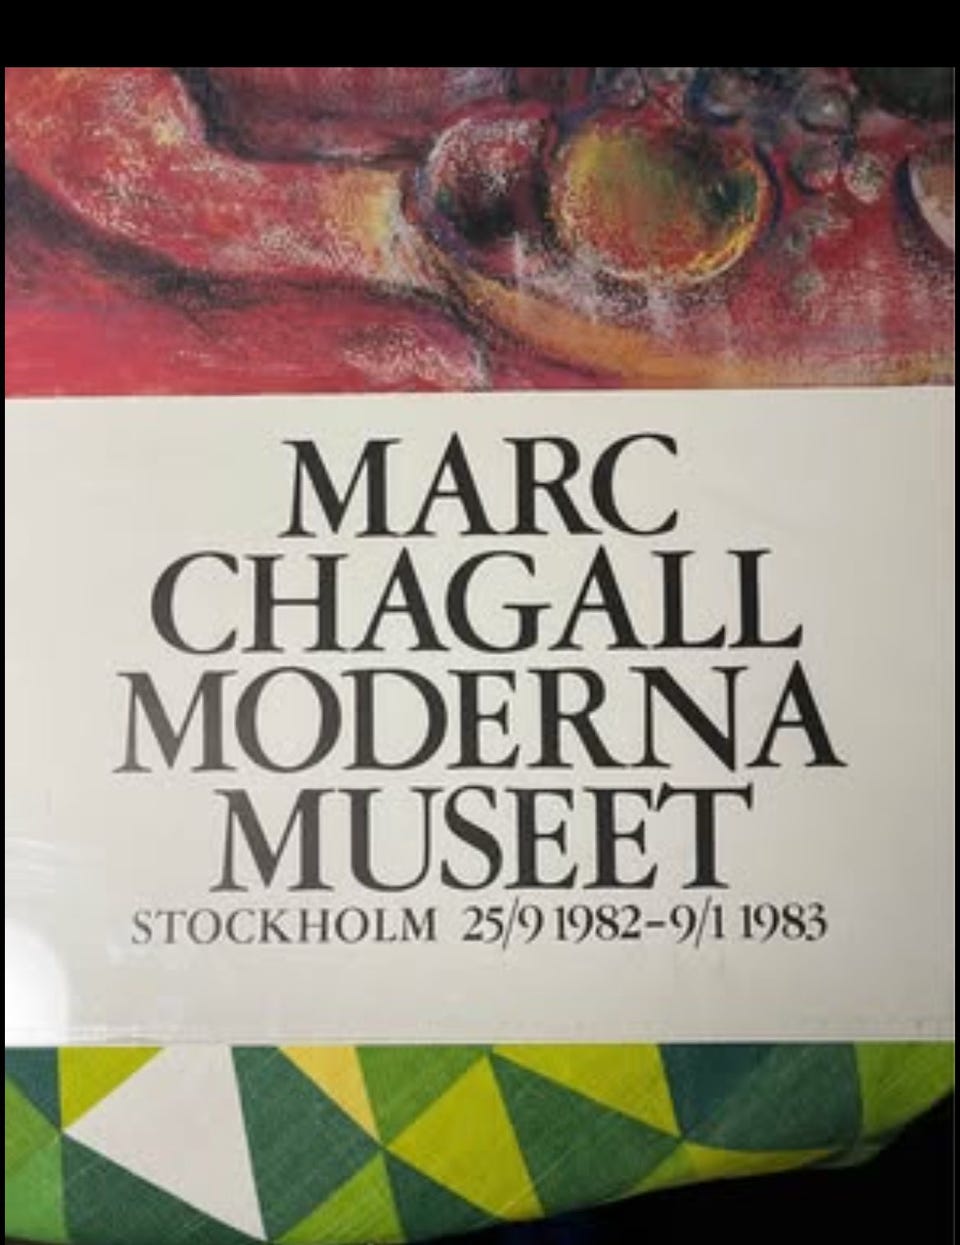 MARC
CHAGALL
MODERNA
MUSEET
STOCKHOLM 25/9 1982–9/1 1983